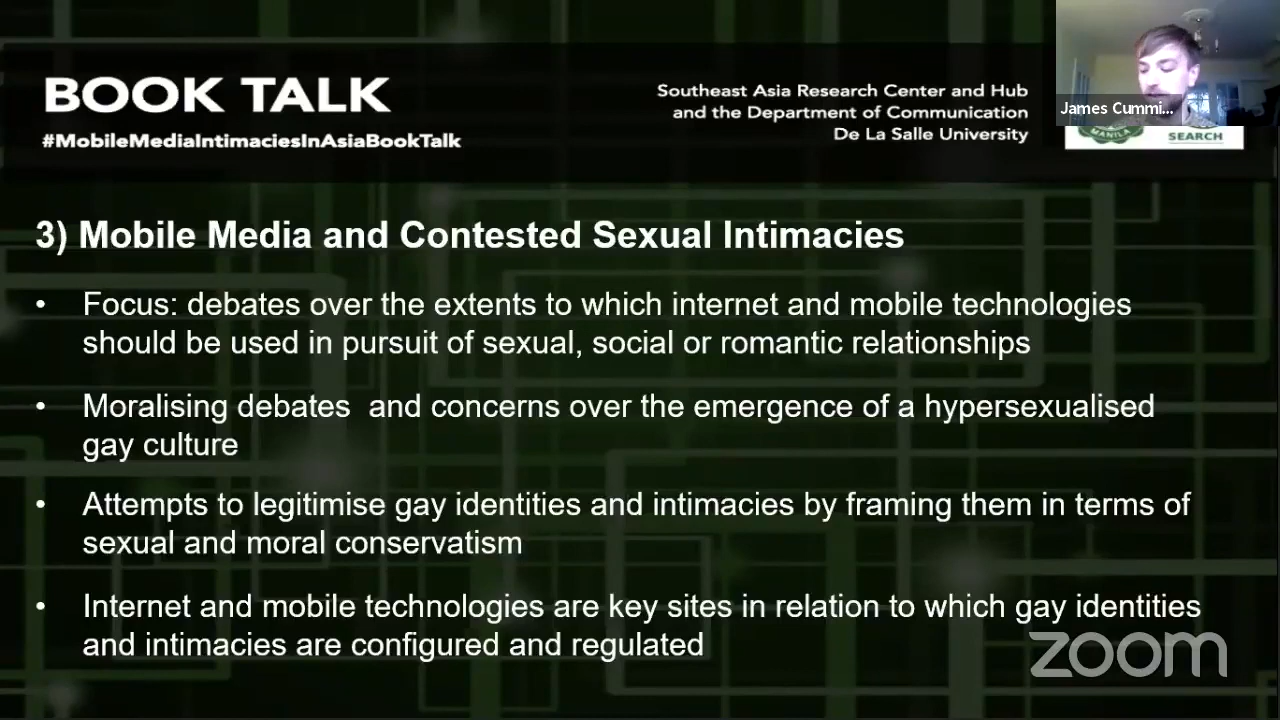 BOOK TALK
#MobileMediaIntimaciesInAsiaBookTalk
Southeast Asia Research Center and Hub
and the Department of Communication
De La Salle University
James Cummi...
MANILA
SEARCH
3) Mobile Media and Contested Sexual Intimacies
• Focus: debates over the extents to which internet and mobile technologies
should be used in pursuit of sexual, social or romantic relationships
• Moralising debates  and concerns over the emergence of a hypersexualised
gay culture
• Attempts to legitimise gay identities and intimacies by framing them in terms of
sexual and moral conservatism
• Internet and mobile technologies are key sites in relation to which gay identities
and intimacies are configured and regulated
zoom